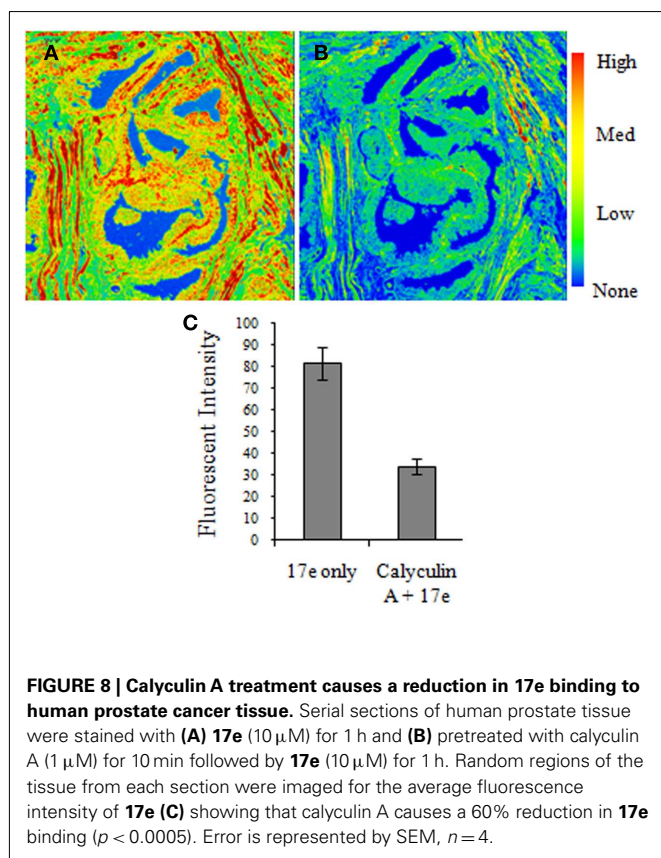 A
B
High
Med
Low
None
C
100
90
80
70
60
50
40
30
20
10
0
Fluorescent Intensity
17e only
Calyculin
A + 17e
FIGURE 8 | Calyculin A treatment causes a reduction in 17e binding to
human prostate cancer tissue. Serial sections of human prostate tissue
were stained with (A) 17e (10 μM) for 1 h and (B) pretreated with calyculin
A (1 μM) for 10 min followed by 17e (10 μM) for 1 h. Random regions of the
tissue from each section were imaged for the average fluorescence
intensity of 17e (C) showing that calyculin A causes a 60% reduction in 17e
binding (p < 0.0005). Error is represented by SEM, n = 4.